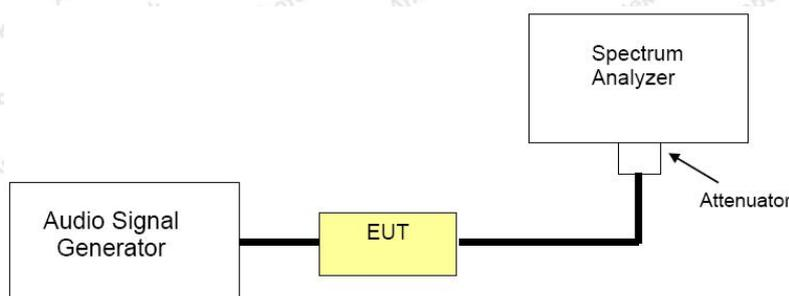 Spectrum
Analyzer
Attenuator
Audio Signal
Generator
EUT